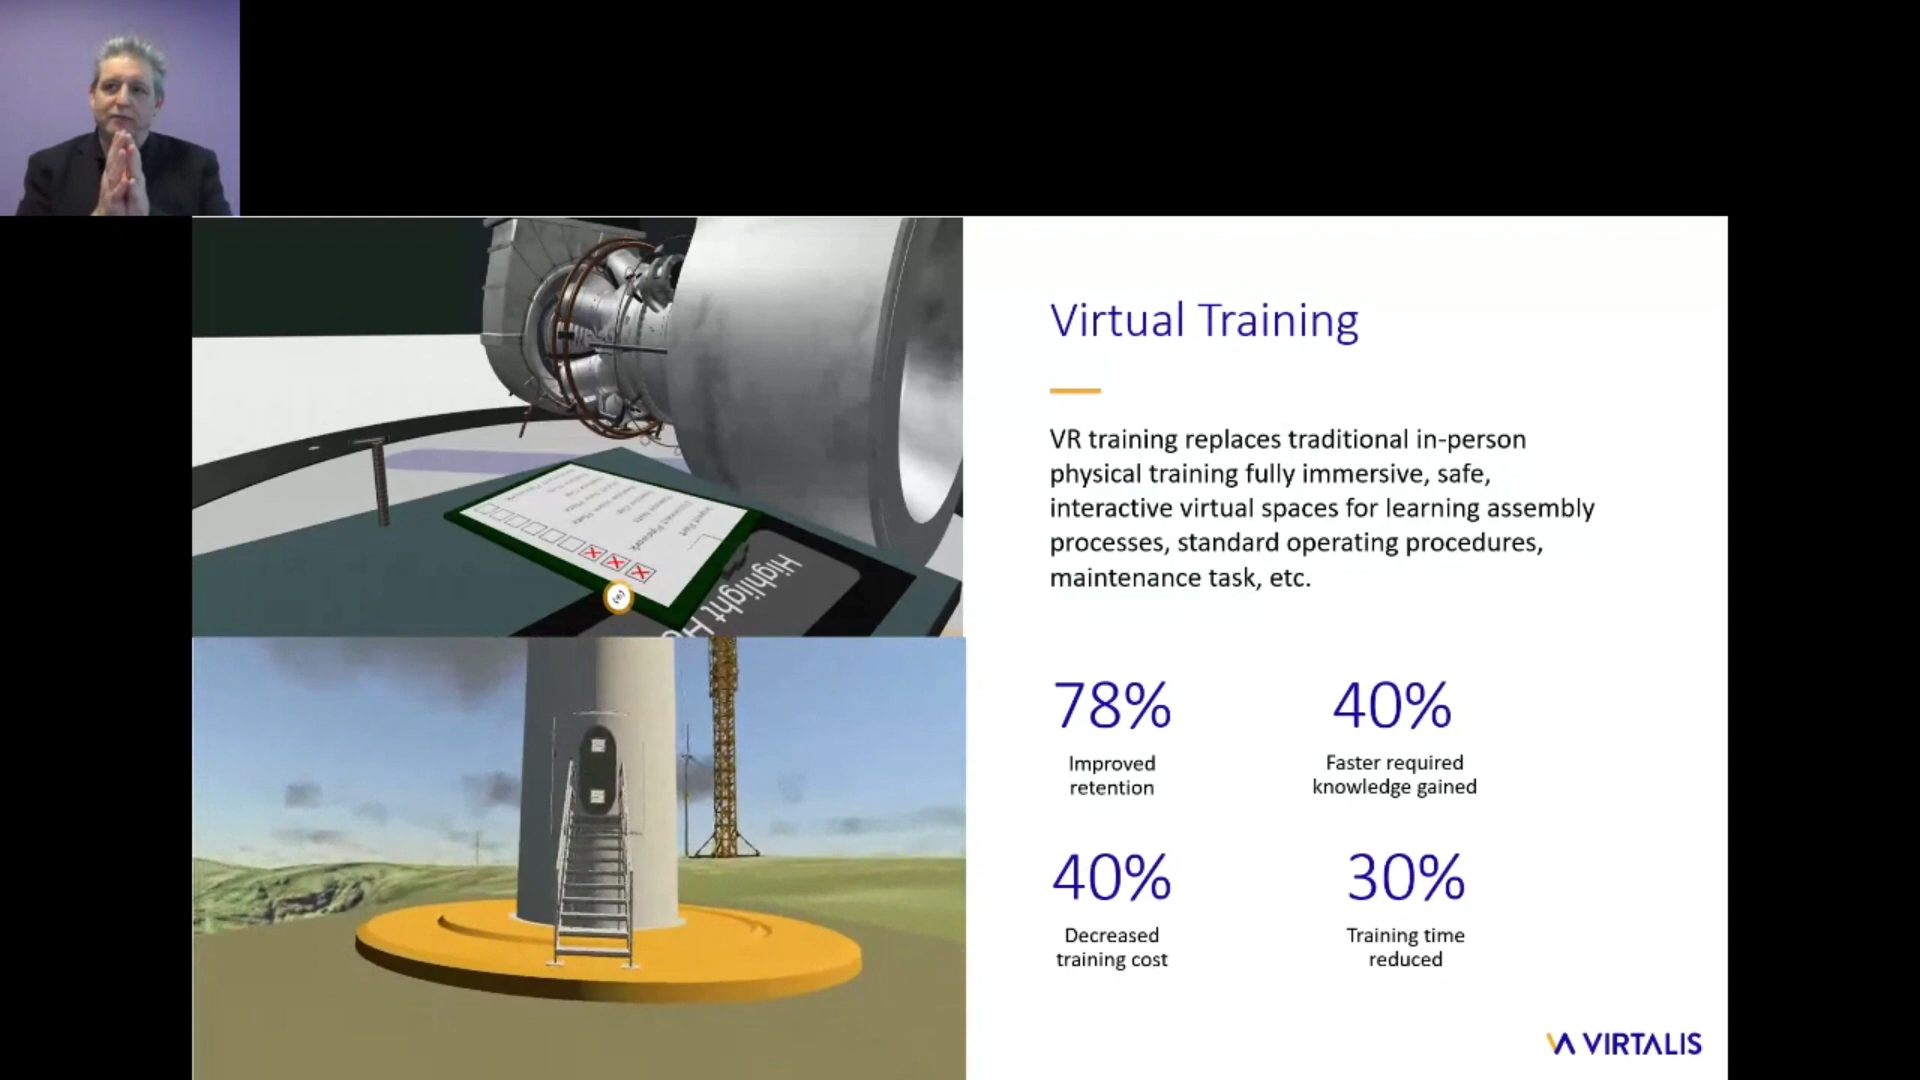 Virtual Training
VR training replaces traditional in-person
physical training fully immersive, safe,
interactive virtual spaces for learning assembly
processes, standard operating procedures,
maintenance task, etc.
78%
Improved
retention
40%
Faster required
knowledge gained
40%
Decreased
training cost
30%
Training time
reduced
VIRTALIS
Highlight